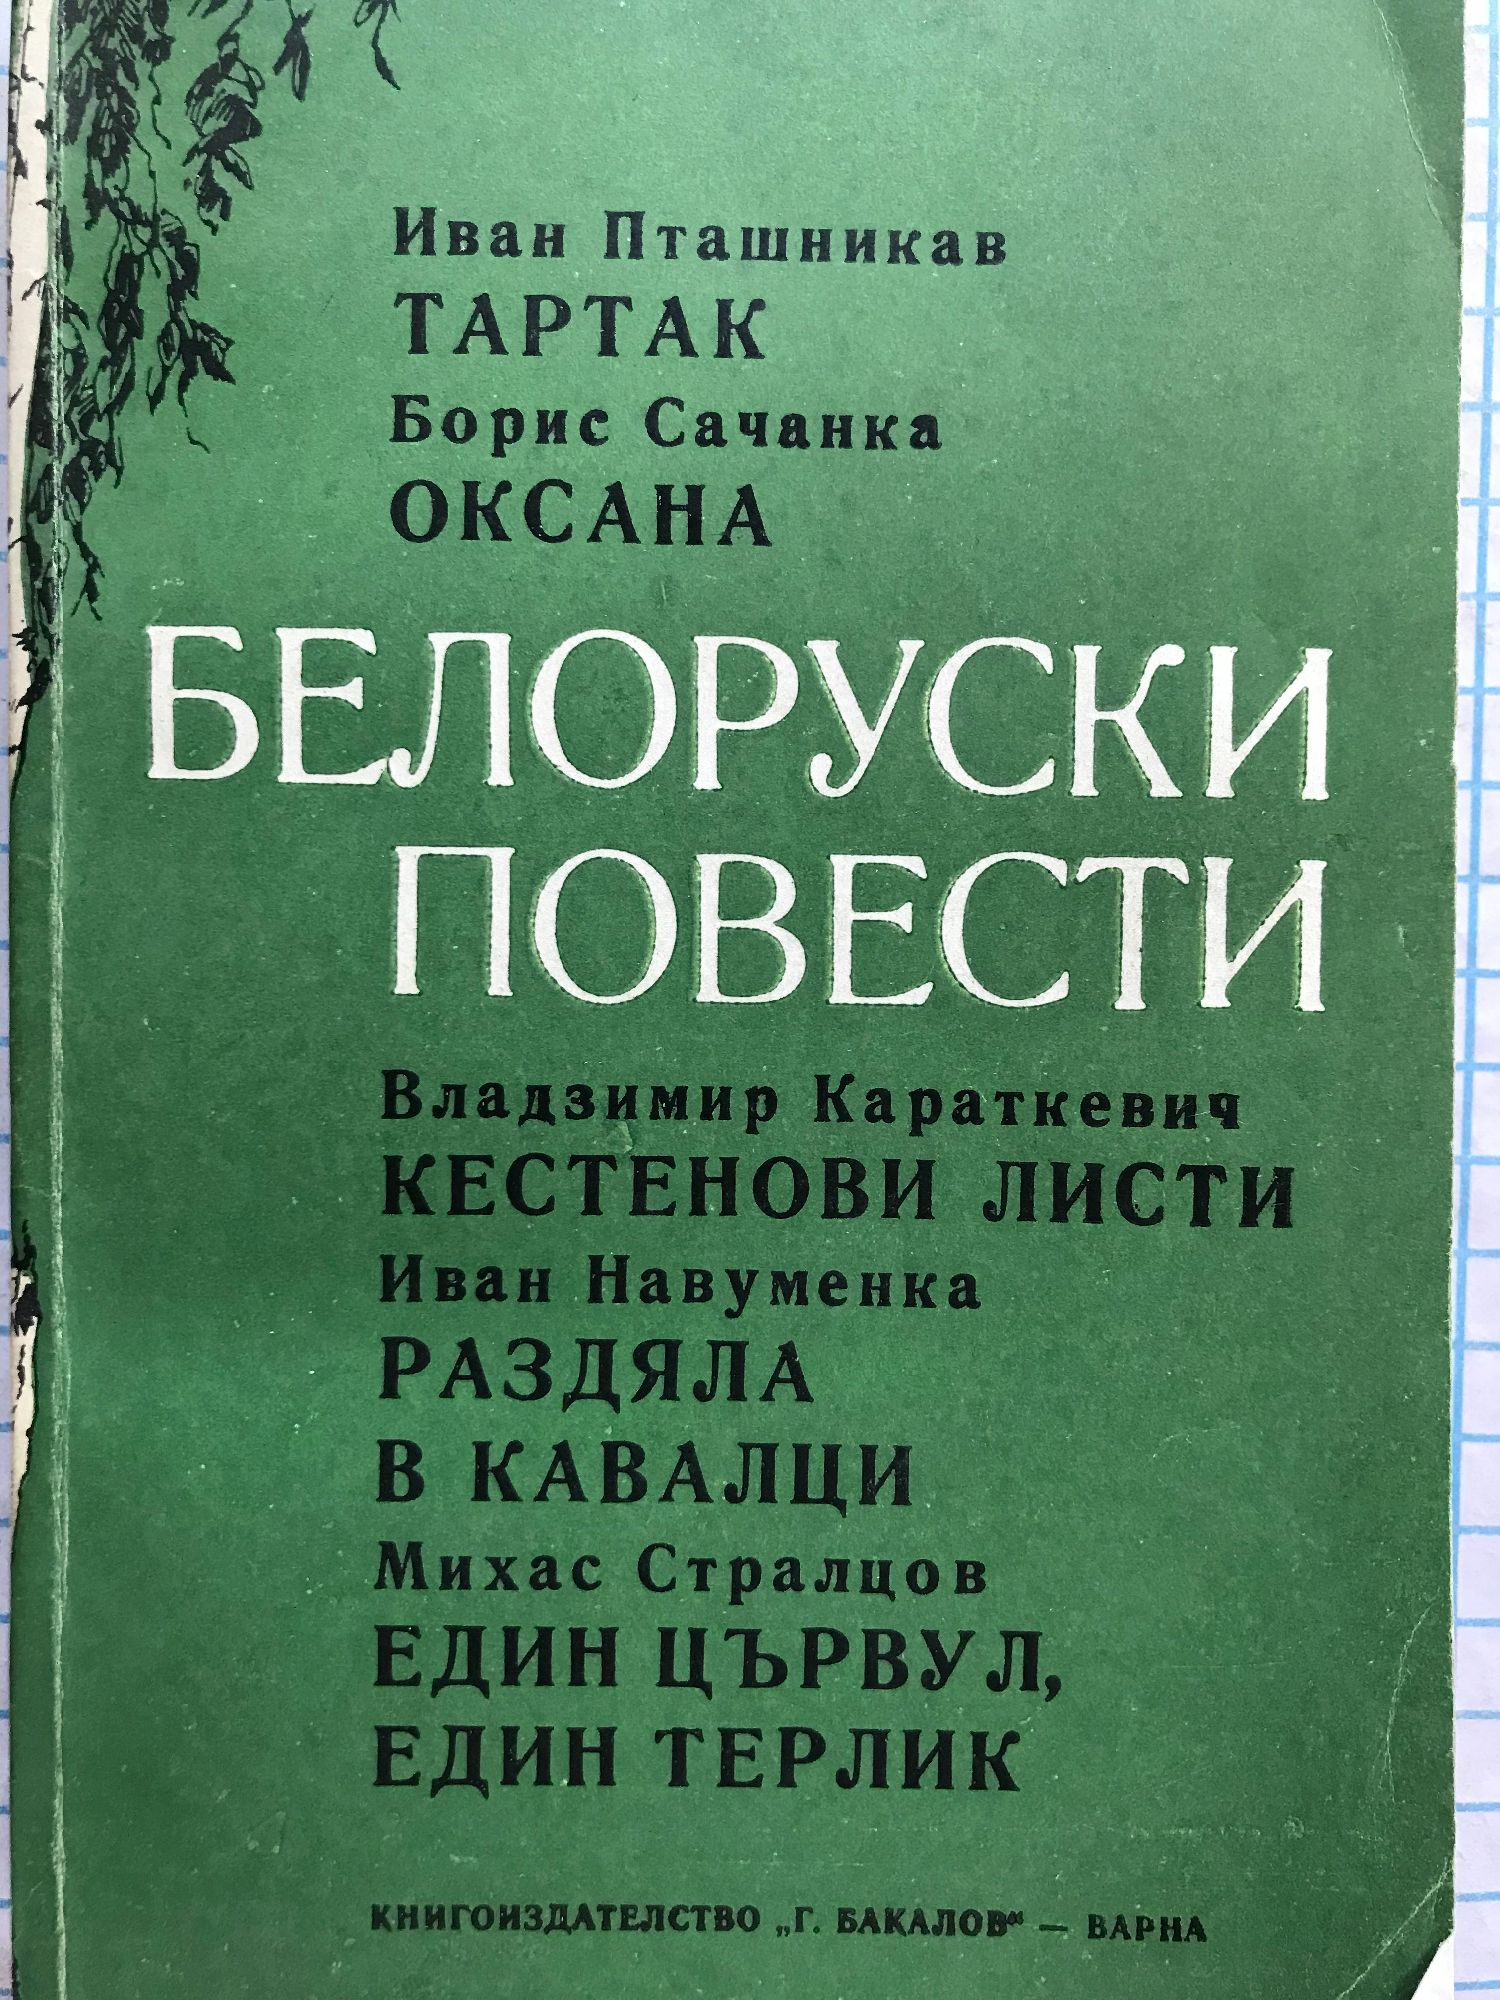 Иван Пташникав
ТАРТАК
Борис Сачанка
ОКСАНА
БЕЛОРУСКИ
ПОВЕСТИ
Владзимир Караткевич
КЕСТЕНОВИ ЛИСТИ
Иван Навуменка
РАЗДЯЛА
В КАВАЛЦИ
Михас Стралцов
ЕДИН ЦЪРВУЛ,
ЕДИН ТЕРЛИК
КНИГОИЗДАТЕЛСТВО „Г. БАКАЛОВ“ — ВАРНА